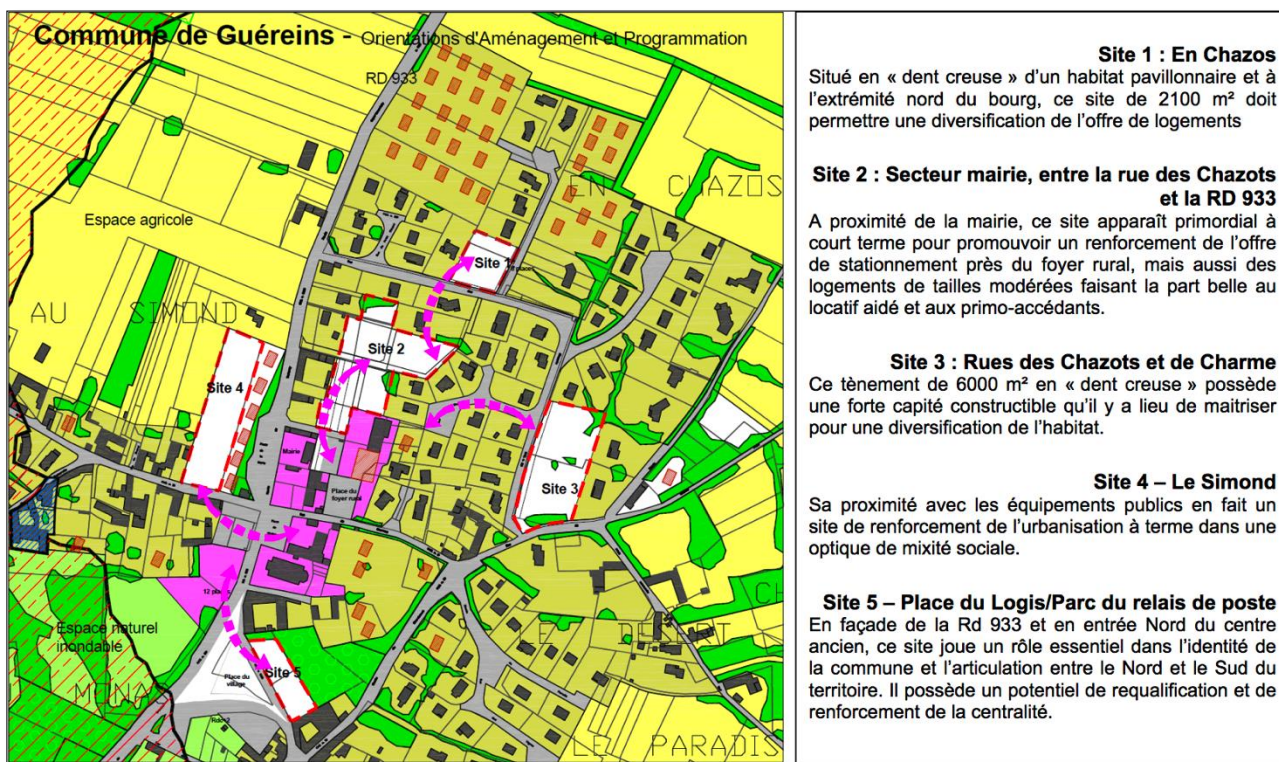 Commune de Guéreins - Orientations d'Aménagement et Programmation
RD 933
EN CHAZOS
Espace agricole
Site 1
AU SIMOND
Site 2
Site 4
Mairie
Place du
foyer rural
Site 3
12 places
Espace naturel
inondable
Site 5
Place du
village
LE PARADIS
Site 1 : En Chazos
Situé en « dent creuse » d'un habitat pavillonnaire et à
l'extrémité nord du bourg, ce site de 2100 m² doit
permettre une diversification de l'offre de logements
Site 2 : Secteur mairie, entre la rue des Chazots
et la RD 933
A proximité de la mairie, ce site apparaît primordial à
court terme pour promouvoir un renforcement de l'offre
de stationnement près du foyer rural, mais aussi des
logements de tailles modérées faisant la part belle au
locatif aidé et aux primo-accédants.
Site 3 : Rues des Chazots et de Charme
Ce tènement de 6000 m² en « dent creuse » possède
une forte capité constructible qu'il y a lieu de maitriser
pour une diversification de l'habitat.
Site 4 – Le Simond
Sa proximité avec les équipements publics en fait un
site de renforcement de l'urbanisation à terme dans une
optique de mixité sociale.
Site 5 – Place du Logis/Parc du relais de poste
En façade de la Rd 933 et en entrée Nord du centre
ancien, ce site joue un rôle essentiel dans l'identité de
la commune et l'articulation entre le Nord et le Sud du
territoire. Il possède un potentiel de requalification et de
renforcement de la centralité.